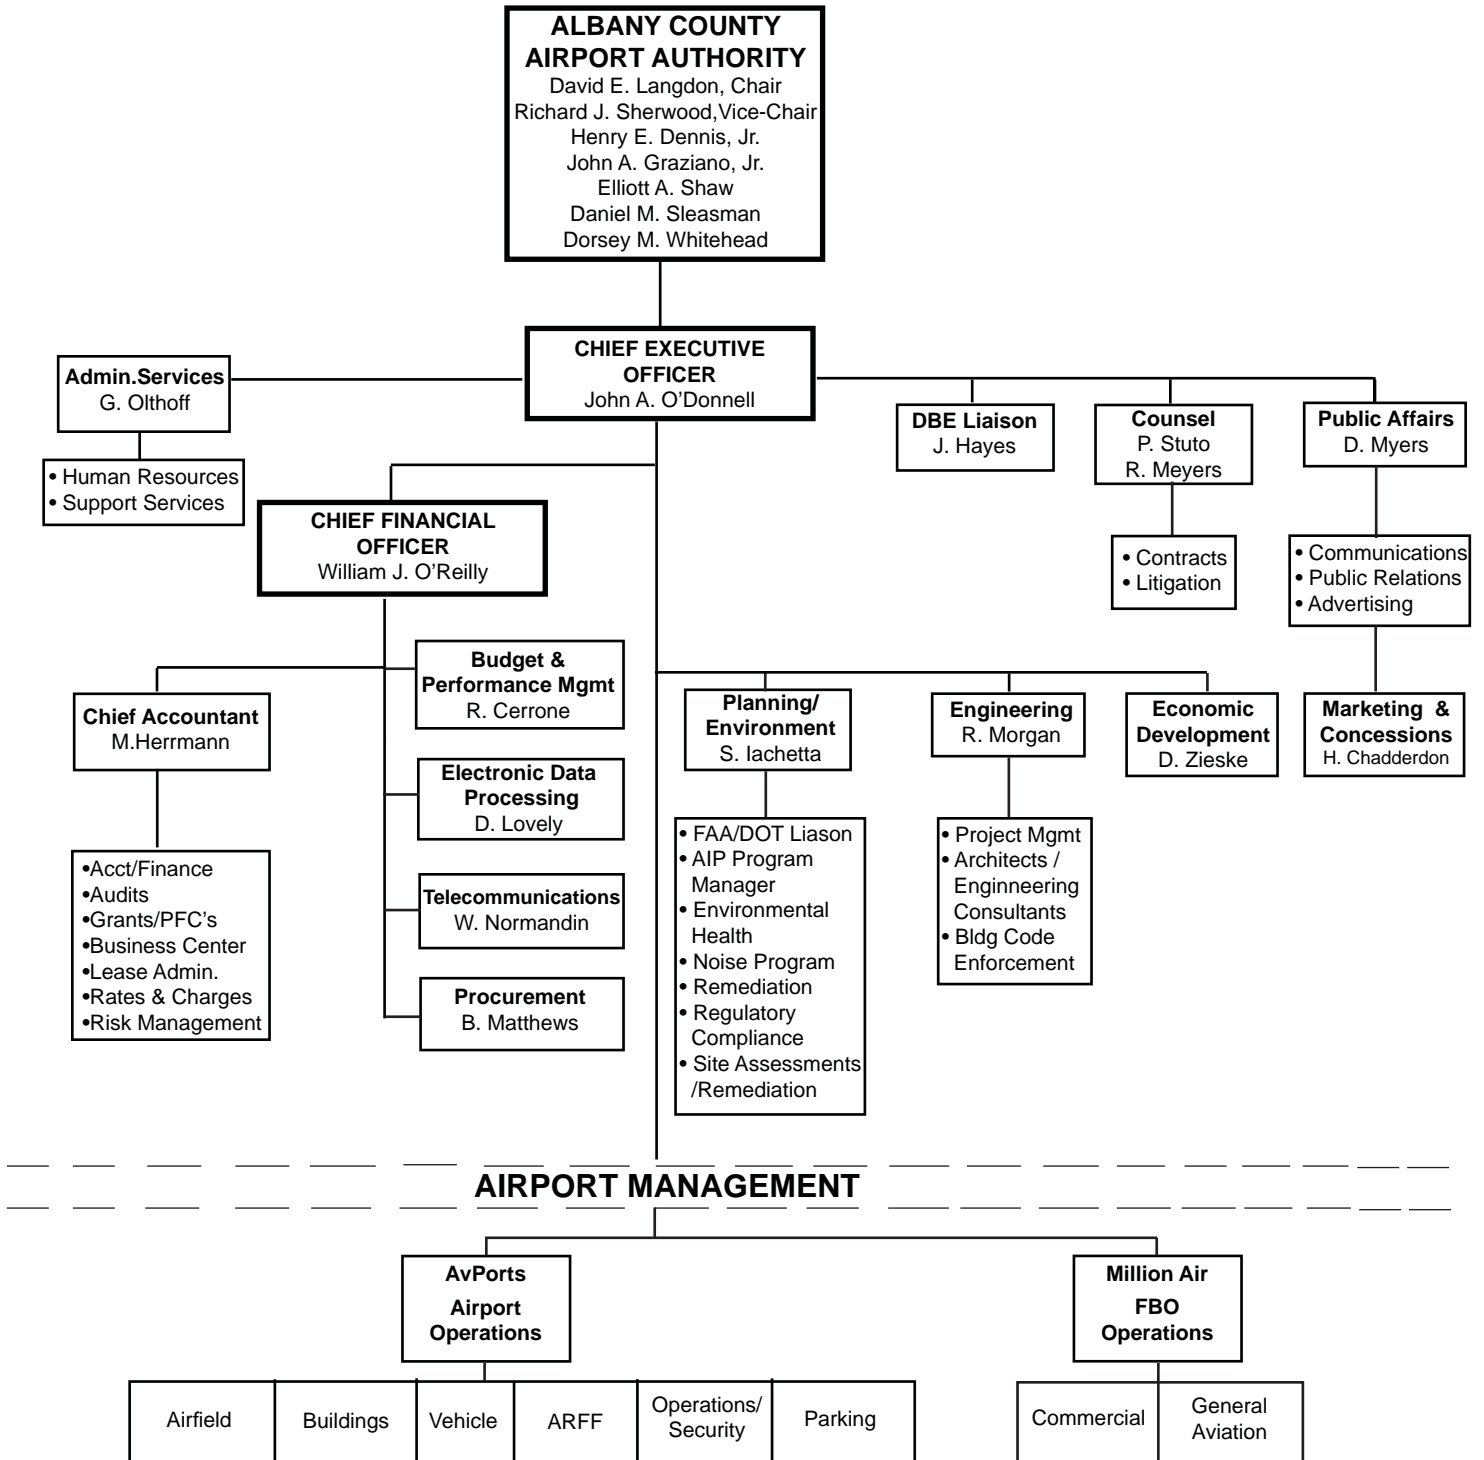 ALBANY COUNTY
AIRPORT AUTHORITY
David E. Langdon, Chair
Richard J. Sherwood,Vice-Chair
Henry E. Dennis, Jr.
John A. Graziano, Jr.
Elliott A. Shaw
Daniel M. Sleasman
Dorsey M. Whitehead
CHIEF EXECUTIVE
OFFICER
John A. O'Donnell
Admin.Services
G. Olthoff
• Human Resources
• Support Services
DBE Liaison
J. Hayes
Counsel
P. Stuto
R. Meyers
• Contracts
• Litigation
Public Affairs
D. Myers
• Communications
• Public Relations
• Advertising
Marketing & 
Concessions
H. Chadderdon
CHIEF FINANCIAL
OFFICER
William J. O'Reilly
Chief Accountant
M.Herrmann
•Acct/Finance
•Audits
•Grants/PFC's
•Business Center
•Lease Admin.
•Rates & Charges
•Risk Management
Budget &
Performance Mgmt
R. Cerrone
Electronic Data
Processing
D. Lovely
Telecommunications
W. Normandin
Procurement
B. Matthews
Planning/
Environment
S. Iachetta
• FAA/DOT Liason
• AIP Program
Manager
• Environmental
Health
• Noise Program
• Remediation
• Regulatory
Compliance
• Site Assessments
/Remediation
Engineering
R. Morgan
• Project Mgmt
• Architects /
Enginneering
Consultants
• Bldg Code
Enforcement
Economic
Development
D. Zieske
AIRPORT MANAGEMENT
AvPorts
Airport
Operations
Airfield
Buildings
Vehicle
ARFF
Operations/
Security
Parking
Million Air
FBO
Operations
Commercial
General
Aviation